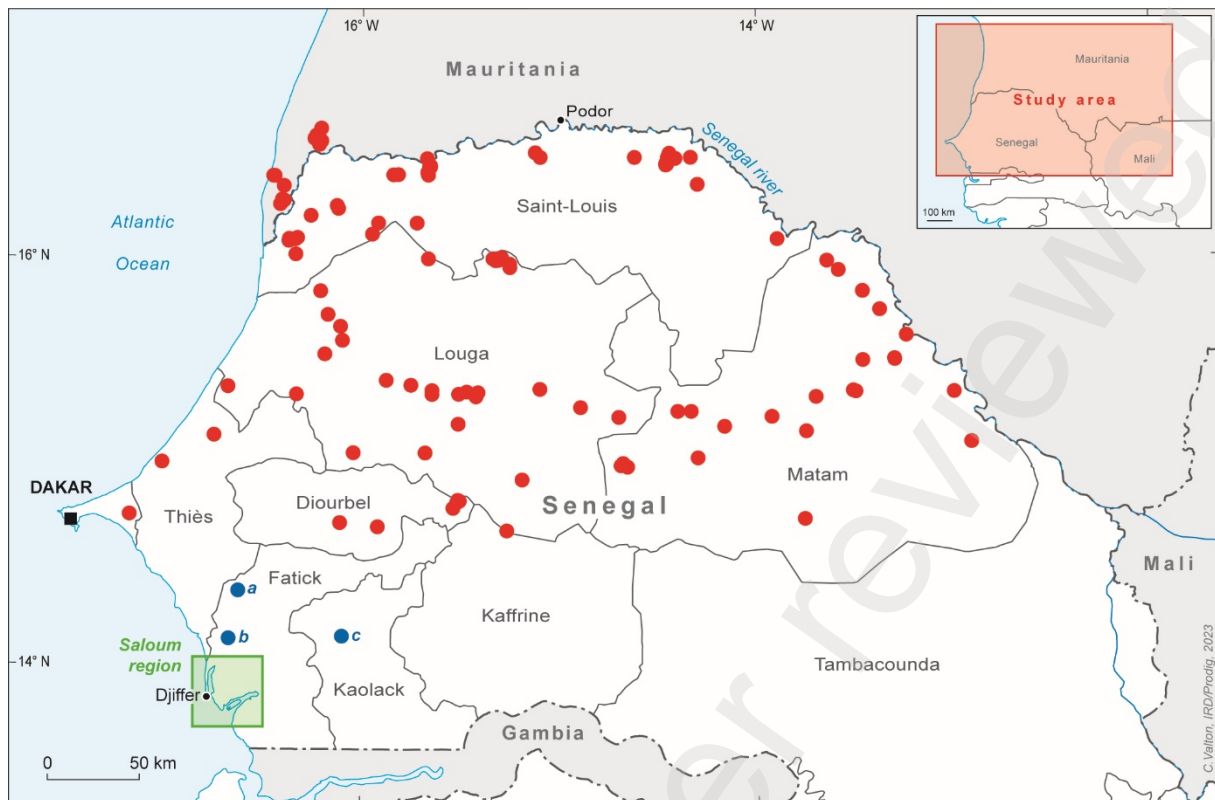 16° W
14° W
Mauritania
Podor
Senegal river
Saint-Louis
Atlantic
Ocean
16° N
Mauritania
Study area
Senegal
Mali
100 km
Louga
Matam
DAKAR
Thiès
Diourbel
Senegal
Mali
Fatick
a
b
c
Kaffrine
Saloum
region
14° N
Djiffer
Kaolack
Tambacounda
Gambia
0
50 km
C.Valton, IRD/Prodig, 2023
er reviewed